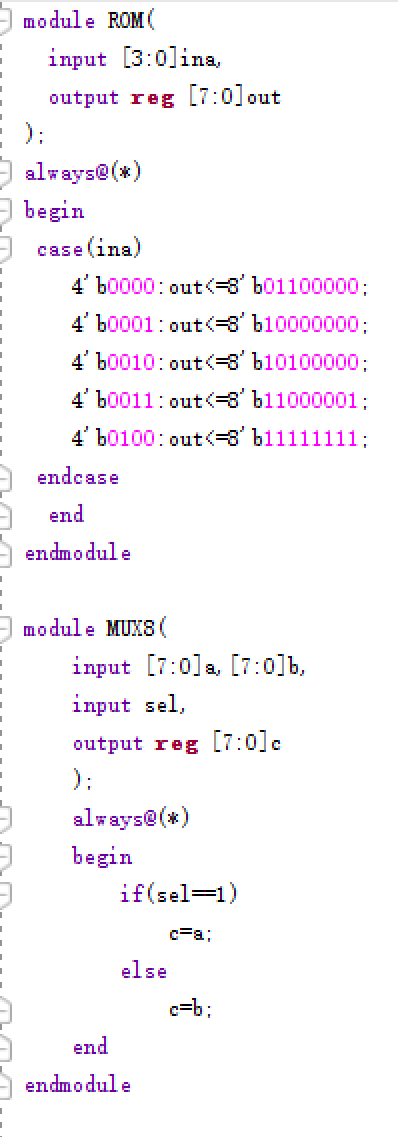 module ROM(
input [3:0]ina,
output reg [7:0]out
);
always@(*)
begin
case(ina)
4'b0000:out<=8'b01100000;
4'b0001:out<=8'b10000000;
4'b0010:out<=8'b10100000;
4'b0011:out<=8'b11000001;
4'b0100:out<=8'b11111111;
endcase
end
endmodule
module MUX8(
input [7:0]a,[7:0]b,
input sel,
output reg [7:0]c
);
always@(*)
begin
if(sel==1)
c=a;
else
c=b;
end
endmodule